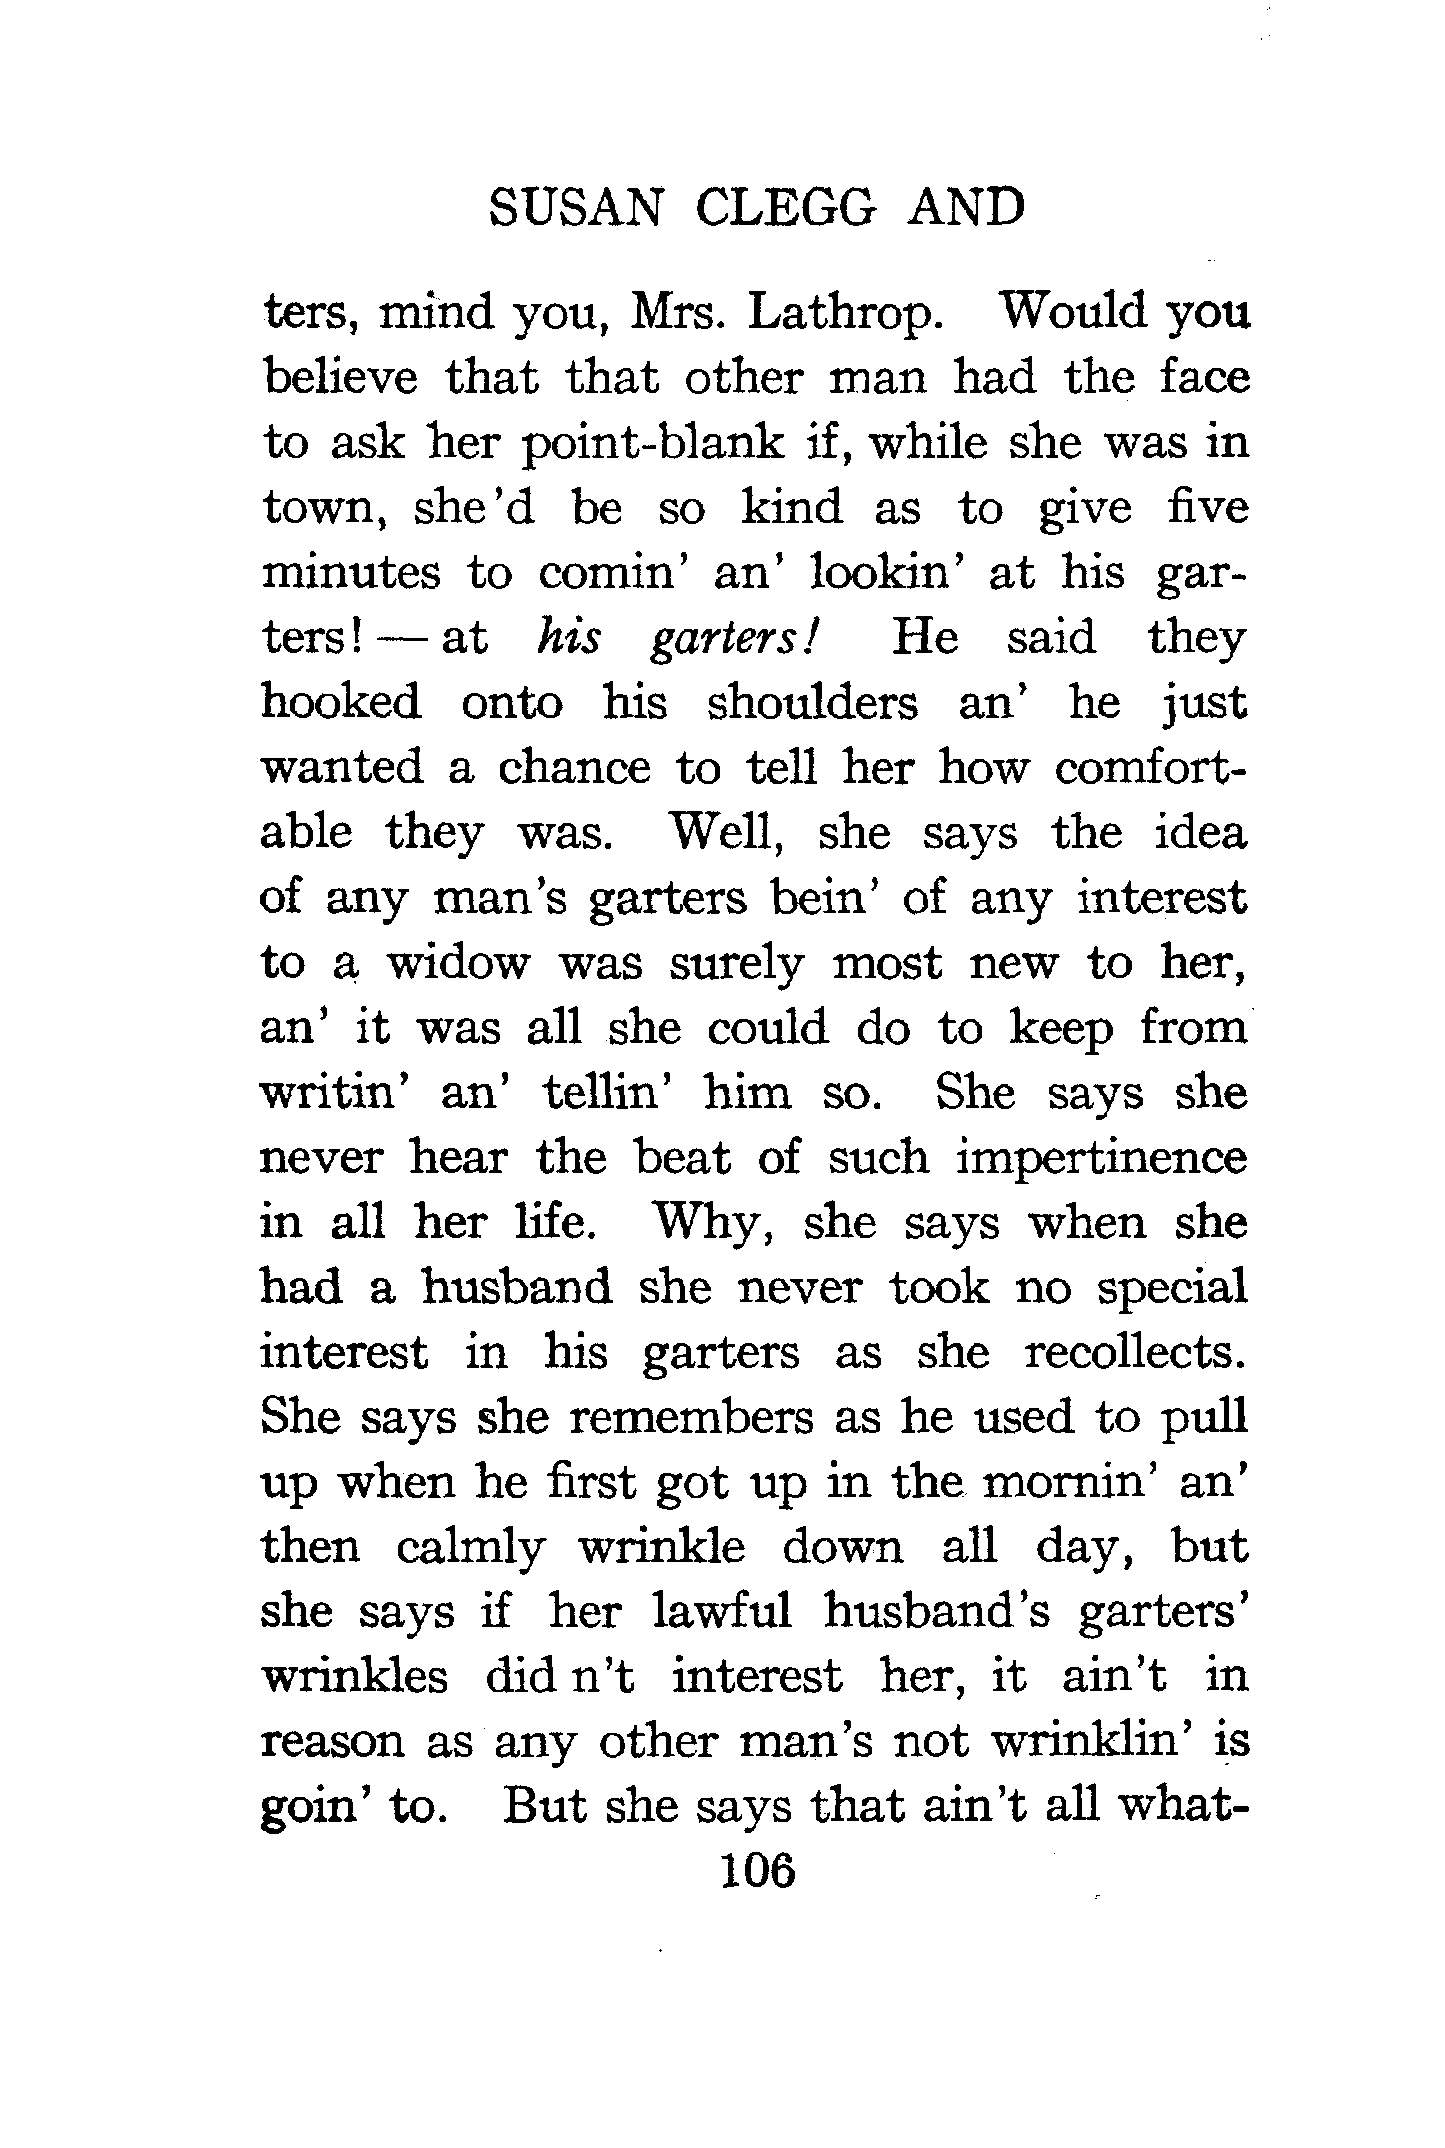 SUSAN CLEGG AND
ters, mind you, Mrs. Lathrop. Would you
believe that that other man had the face
to ask her point-blank if, while she was in
town, she'd be so kind as to give five
minutes to comin' an' lookin' at his gar-
ters! — at his garters! He said they
hooked onto his shoulders an' he just
wanted a chance to tell her how comfort-
able they was. Well, she says the idea
of any man's garters bein' of any interest
to a widow was surely most new to her,
an' it was all she could do to keep from
writin' an' tellin' him so. She says she
never hear the beat of such impertinence
in all her life. Why, she says when she
had a husband she never took no special
interest in his garters as she recollects.
She says she remembers as he used to pull
up when he first got up in the mornin' an'
then calmly wrinkle down all day, but
she says if her lawful husband's garters'
wrinkles did n't interest her, it ain't in
reason as any other man's not wrinklin' is
goin' to. But she says that ain't all what-
106